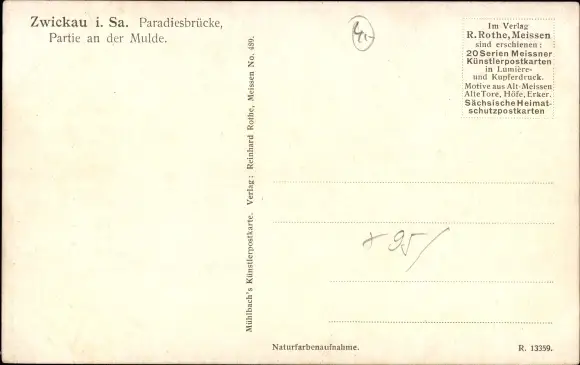 Zwickau i. Sa. Paradiesbrücke,
Partie an der Mulde.
Mühlbach's Künstlerpostkarte. Verlag: Reinhard Rothe, Meissen No. 489.
Im Verlag
R. Rothe, Meissen
sind erschienen:
20 Serien Meissner
Künstlerpostkarten
in Lumière-
und Kupferdruck.
Motive aus Alt-Meissen
Alte Tore, Höfe, Erker.
Sächsische Heimat-
schutzpostkarten
Naturfarbenaufnahme.
R. 13359.